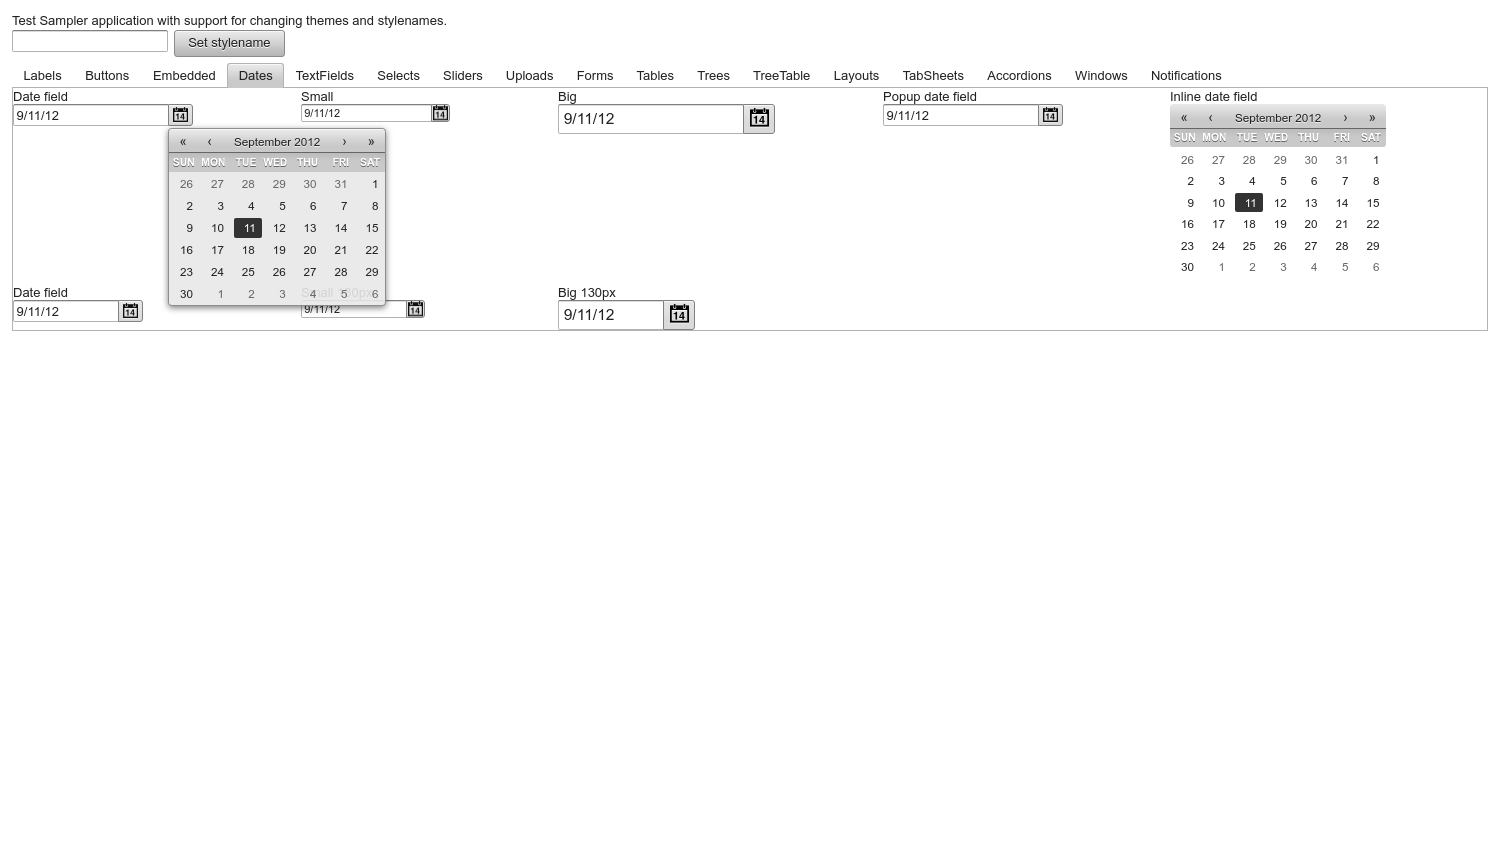 Test Sampler application with support for changing themes and stylenames.
Set stylename
Labels Buttons Embedded Dates TextFields Selects Sliders Uploads Forms Tables Trees TreeTable Layouts TabSheets Accordions Windows Notifications
Date field Small Big Popup date field Inline date field
9/11/12 14 9/11/12 14 9/11/12 14 9/11/12 14
« ‹ September 2012 › »
SUN MON TUE WED THU FRI SAT
26 27 28 29 30 31 1
2 3 4 5 6 7 8
9 10 11 12 13 14 15
16 17 18 19 20 21 22
23 24 25 26 27 28 29
30 1 2 3 4 5 6
« ‹ September 2012 › »
SUN MON TUE WED THU FRI SAT
26 27 28 29 30 31 1
2 3 4 5 6 7 8
9 10 11 12 13 14 15
16 17 18 19 20 21 22
23 24 25 26 27 28 29
30 1 2 3 4 5 6
Date field Small 130px Big 130px
9/11/12 14 9/11/12 14 9/11/12 14